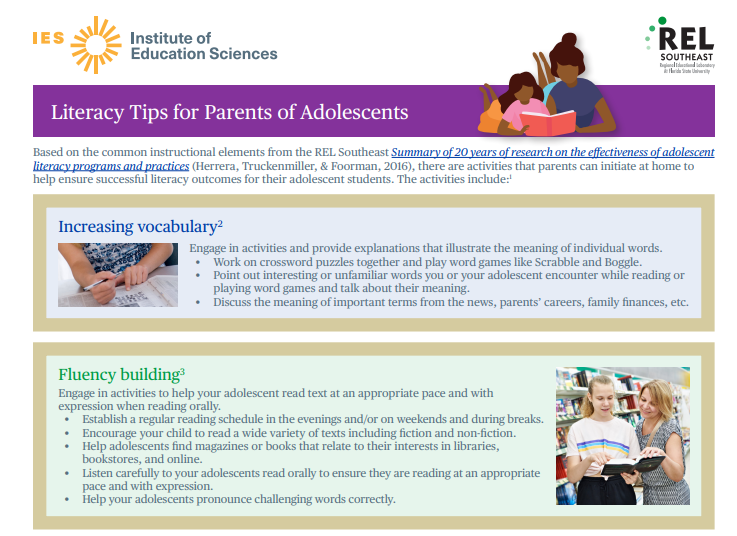 IES
Institute of
Education Sciences
REL
SOUTHEAST
Regional Educational Laboratory
At Florida State University
Literacy Tips for Parents of Adolescents
Based on the common instructional elements from the REL Southeast Summary of 20 years of research on the effectiveness of adolescent
literacy programs and practices (Herrera, Truckenmiller, & Foorman, 2016), there are activities that parents can initiate at home to
help ensure successful literacy outcomes for their adolescent students. The activities include:¹
Increasing vocabulary²
Engage in activities and provide explanations that illustrate the meaning of individual words.
• Work on crossword puzzles together and play word games like Scrabble and Boggle.
• Point out interesting or unfamiliar words you or your adolescent encounter while reading or
playing word games and talk about their meaning.
• Discuss the meaning of important terms from the news, parents’ careers, family finances, etc.
Fluency building³
Engage in activities to help your adolescent read text at an appropriate pace and with
expression when reading orally.
• Establish a regular reading schedule in the evenings and/or on weekends and during breaks.
• Encourage your child to read a wide variety of texts including fiction and non-fiction.
• Help adolescents find magazines or books that relate to their interests in libraries,
bookstores, and online.
• Listen carefully to your adolescents read orally to ensure they are reading at an appropriate
pace and with expression.
• Help your adolescents pronounce challenging words correctly.